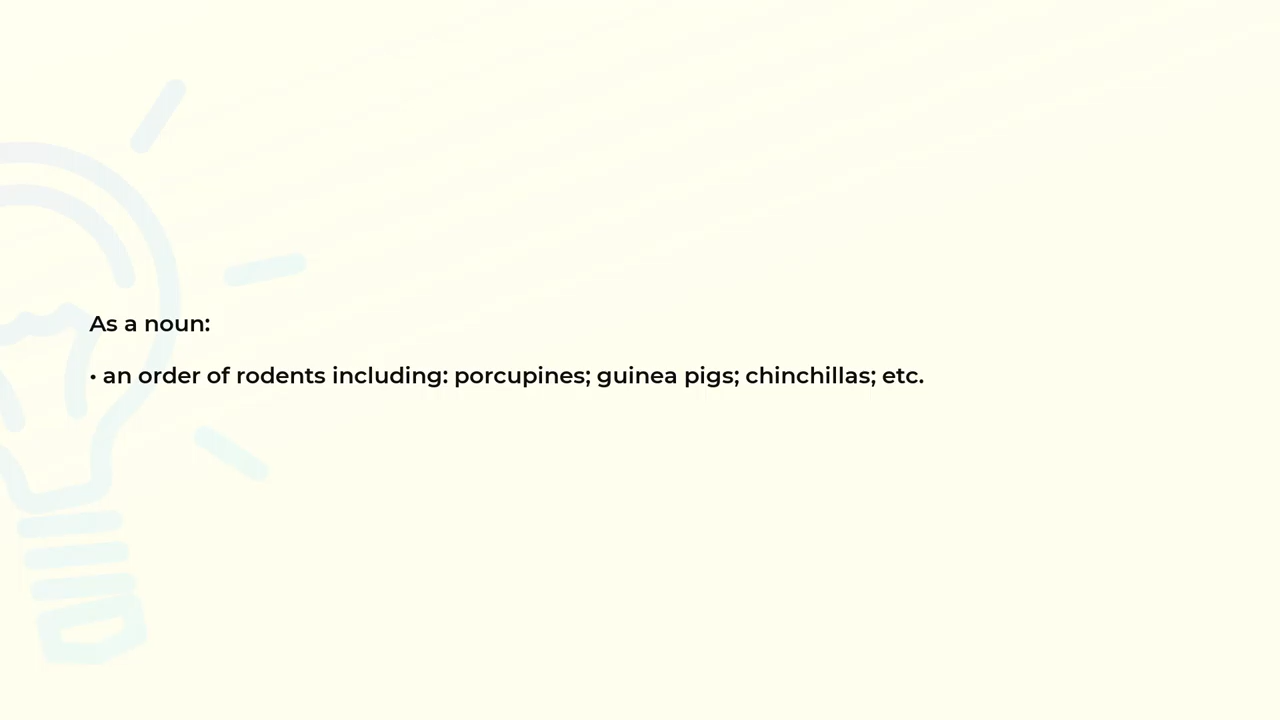 As a noun:
• an order of rodents including: porcupines; guinea pigs; chinchillas; etc.